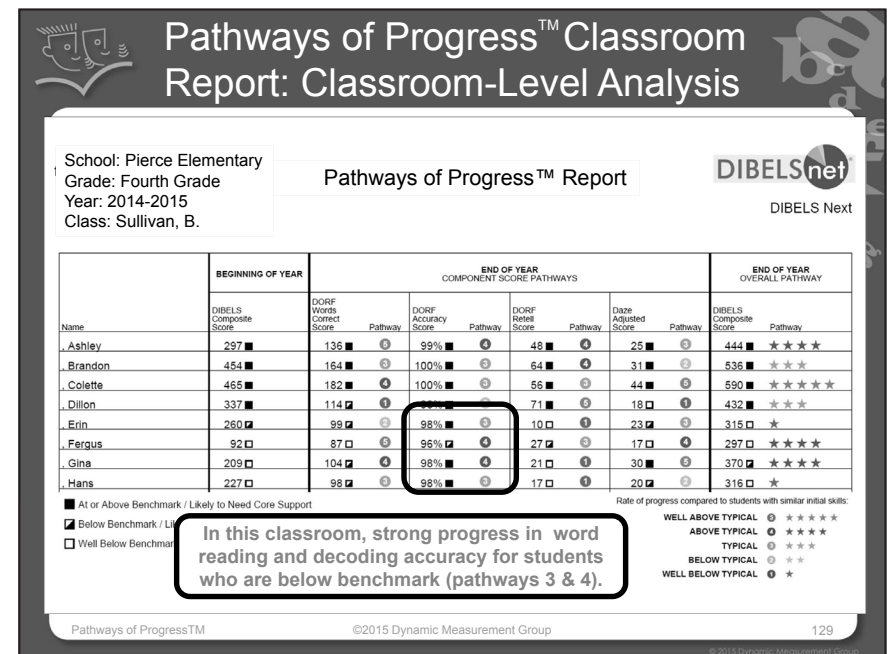 Pathways of Progress™ Classroom
Report: Classroom-Level Analysis
School: Pierce Elementary
Grade: Fourth Grade
Year: 2014-2015
Class: Sullivan, B.
Pathways of Progress™ Report
DIBELSnet
DIBELS Next
BEGINNING OF YEAR
END OF YEAR
COMPONENT SCORE PATHWAYS
END OF YEAR
OVERALL PATHWAY
Name
DIBELS Composite Score
DORF Words Correct Score Pathway
DORF Accuracy Score Pathway
DORF Retell Score Pathway
Daze Adjusted Score Pathway
DIBELS Composite Score Pathway
, Ashley 297 ■ 136 ■ 5 99% ■ 4 48 ■ 4 25 ■ 3 444 ■ ★★★★
, Brandon 454 ■ 164 ■ 3 100% ■ 3 64 ■ 4 31 ■ 2 536 ■ ★★★
, Colette 465 ■ 182 ■ 4 100% ■ 3 56 ■ 3 44 ■ 5 590 ■ ★★★★★
, Dillon 337 ■ 114 ◪ 1 71 ■ 5 18 □ 1 432 ■ ★★★
, Erin 260 ◪ 99 ◪ 2 98% ■ 3 10 □ 1 23 ◪ 3 315 □ ★
, Fergus 92 □ 87 □ 5 96% ◪ 4 27 ◪ 3 17 □ 4 297 □ ★★★★
, Gina 209 □ 104 ◪ 4 98% ■ 4 21 □ 1 30 ■ 5 370 ◪ ★★★★
, Hans 227 □ 98 ◪ 3 98% ■ 3 17 □ 1 20 ◪ 2 316 □ ★
■ At or Above Benchmark / Likely to Need Core Support
◪ Below Benchmark /
□ Well Below
In this classroom, strong progress in word
reading and decoding accuracy for students
who are below benchmark (pathways 3 & 4).
Rate of progress compared to students with similar initial skills:
WELL ABOVE TYPICAL 5 ★★★★★
ABOVE TYPICAL 4 ★★★★
TYPICAL 3 ★★★
BELOW TYPICAL 2 ★★
WELL BELOW TYPICAL 1 ★
Pathways of ProgressTM
©2015 Dynamic Measurement Group
129
© 2015 Dynamic Measurement Group